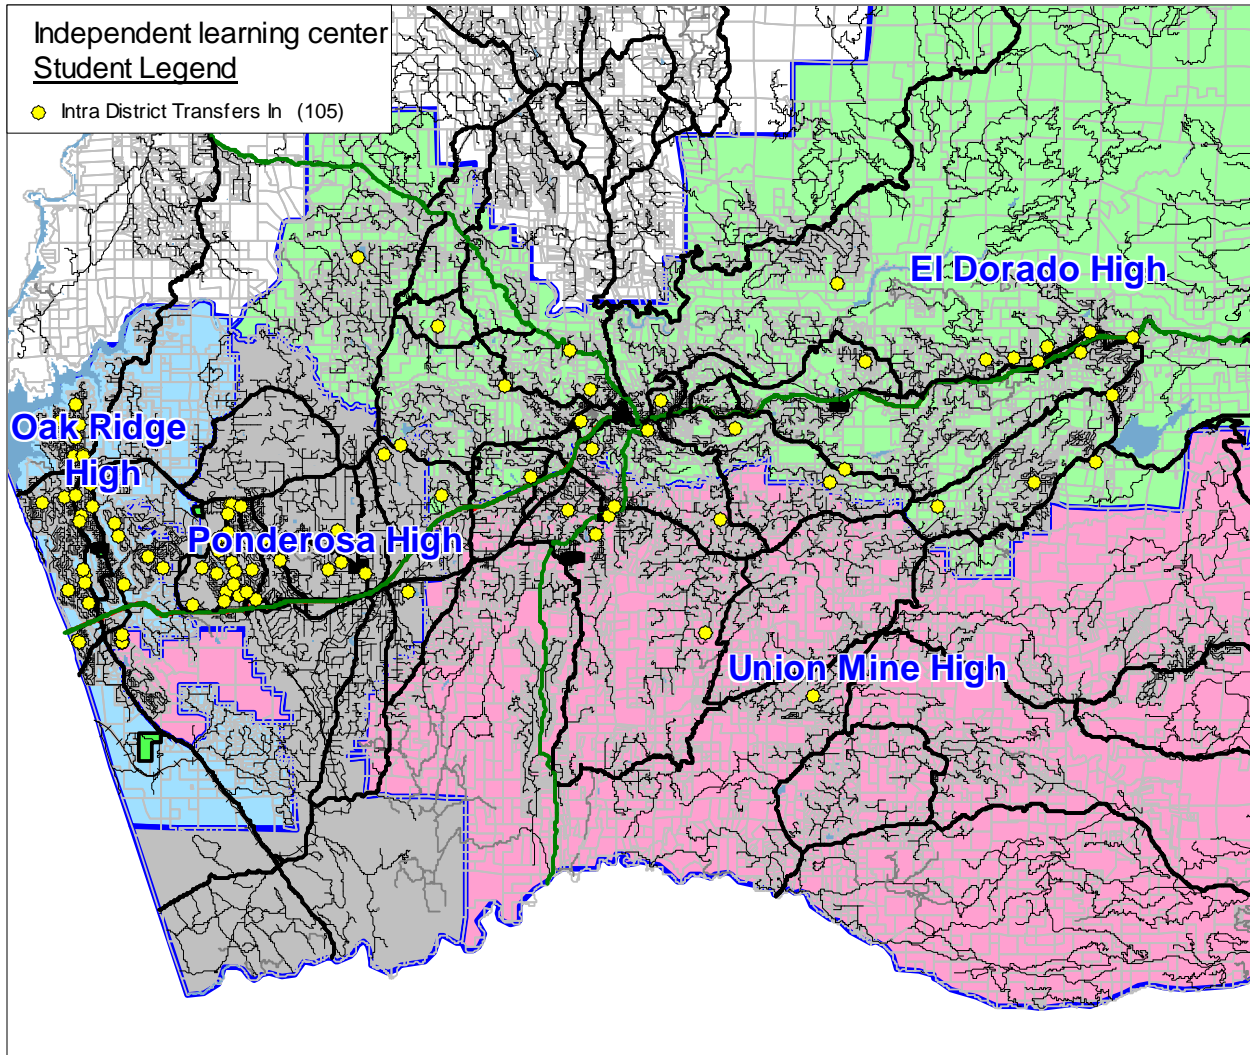 Independent learning center
Student Legend
Intra District Transfers In (105)
El Dorado High
Oak Ridge
High
Ponderosa High
Union Mine High